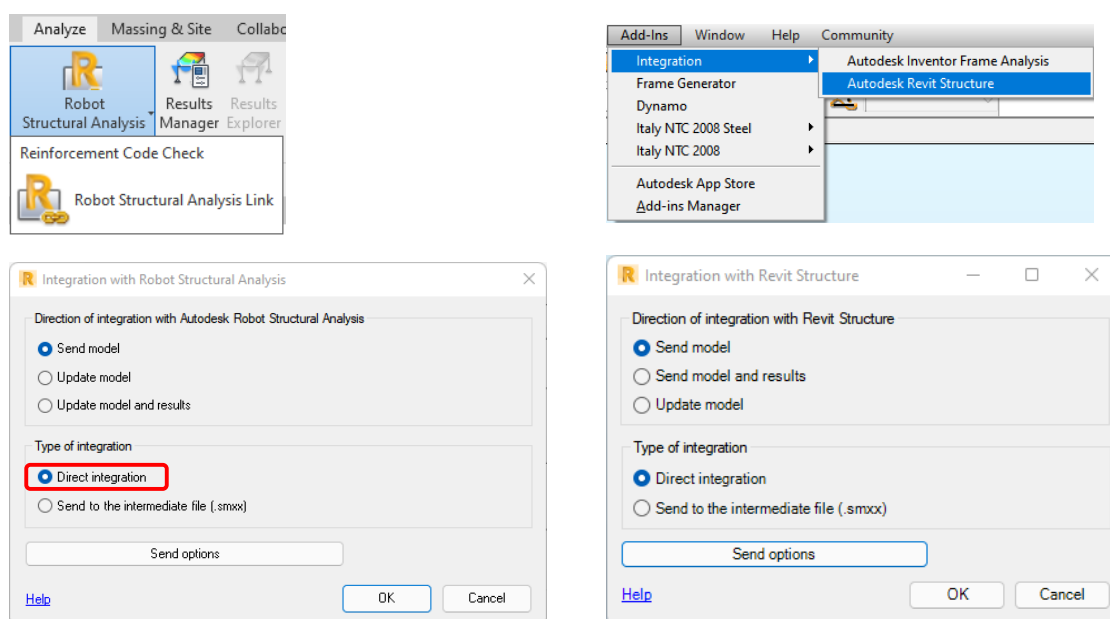 Analyze Massing & Site Collabo
Robot
Structural Analysis
Results
Manager
Results
Explorer
Reinforcement Code Check
Robot Structural Analysis Link
Add-Ins Window Help Community
Integration
Frame Generator
Dynamo
Italy NTC 2008 Steel
Italy NTC 2008
Autodesk App Store
Add-ins Manager
Autodesk Inventor Frame Analysis
Autodesk Revit Structure
Integration with Robot Structural Analysis
Direction of integration with Autodesk Robot Structural Analysis
Send model
Update model
Update model and results
Type of integration
Direct integration
Send to the intermediate file (.smxx)
Send options
Help OK Cancel
Integration with Revit Structure
Direction of integration with Revit Structure
Send model
Send model and results
Update model
Type of integration
Direct integration
Send to the intermediate file (.smxx)
Send options
Help OK Cancel